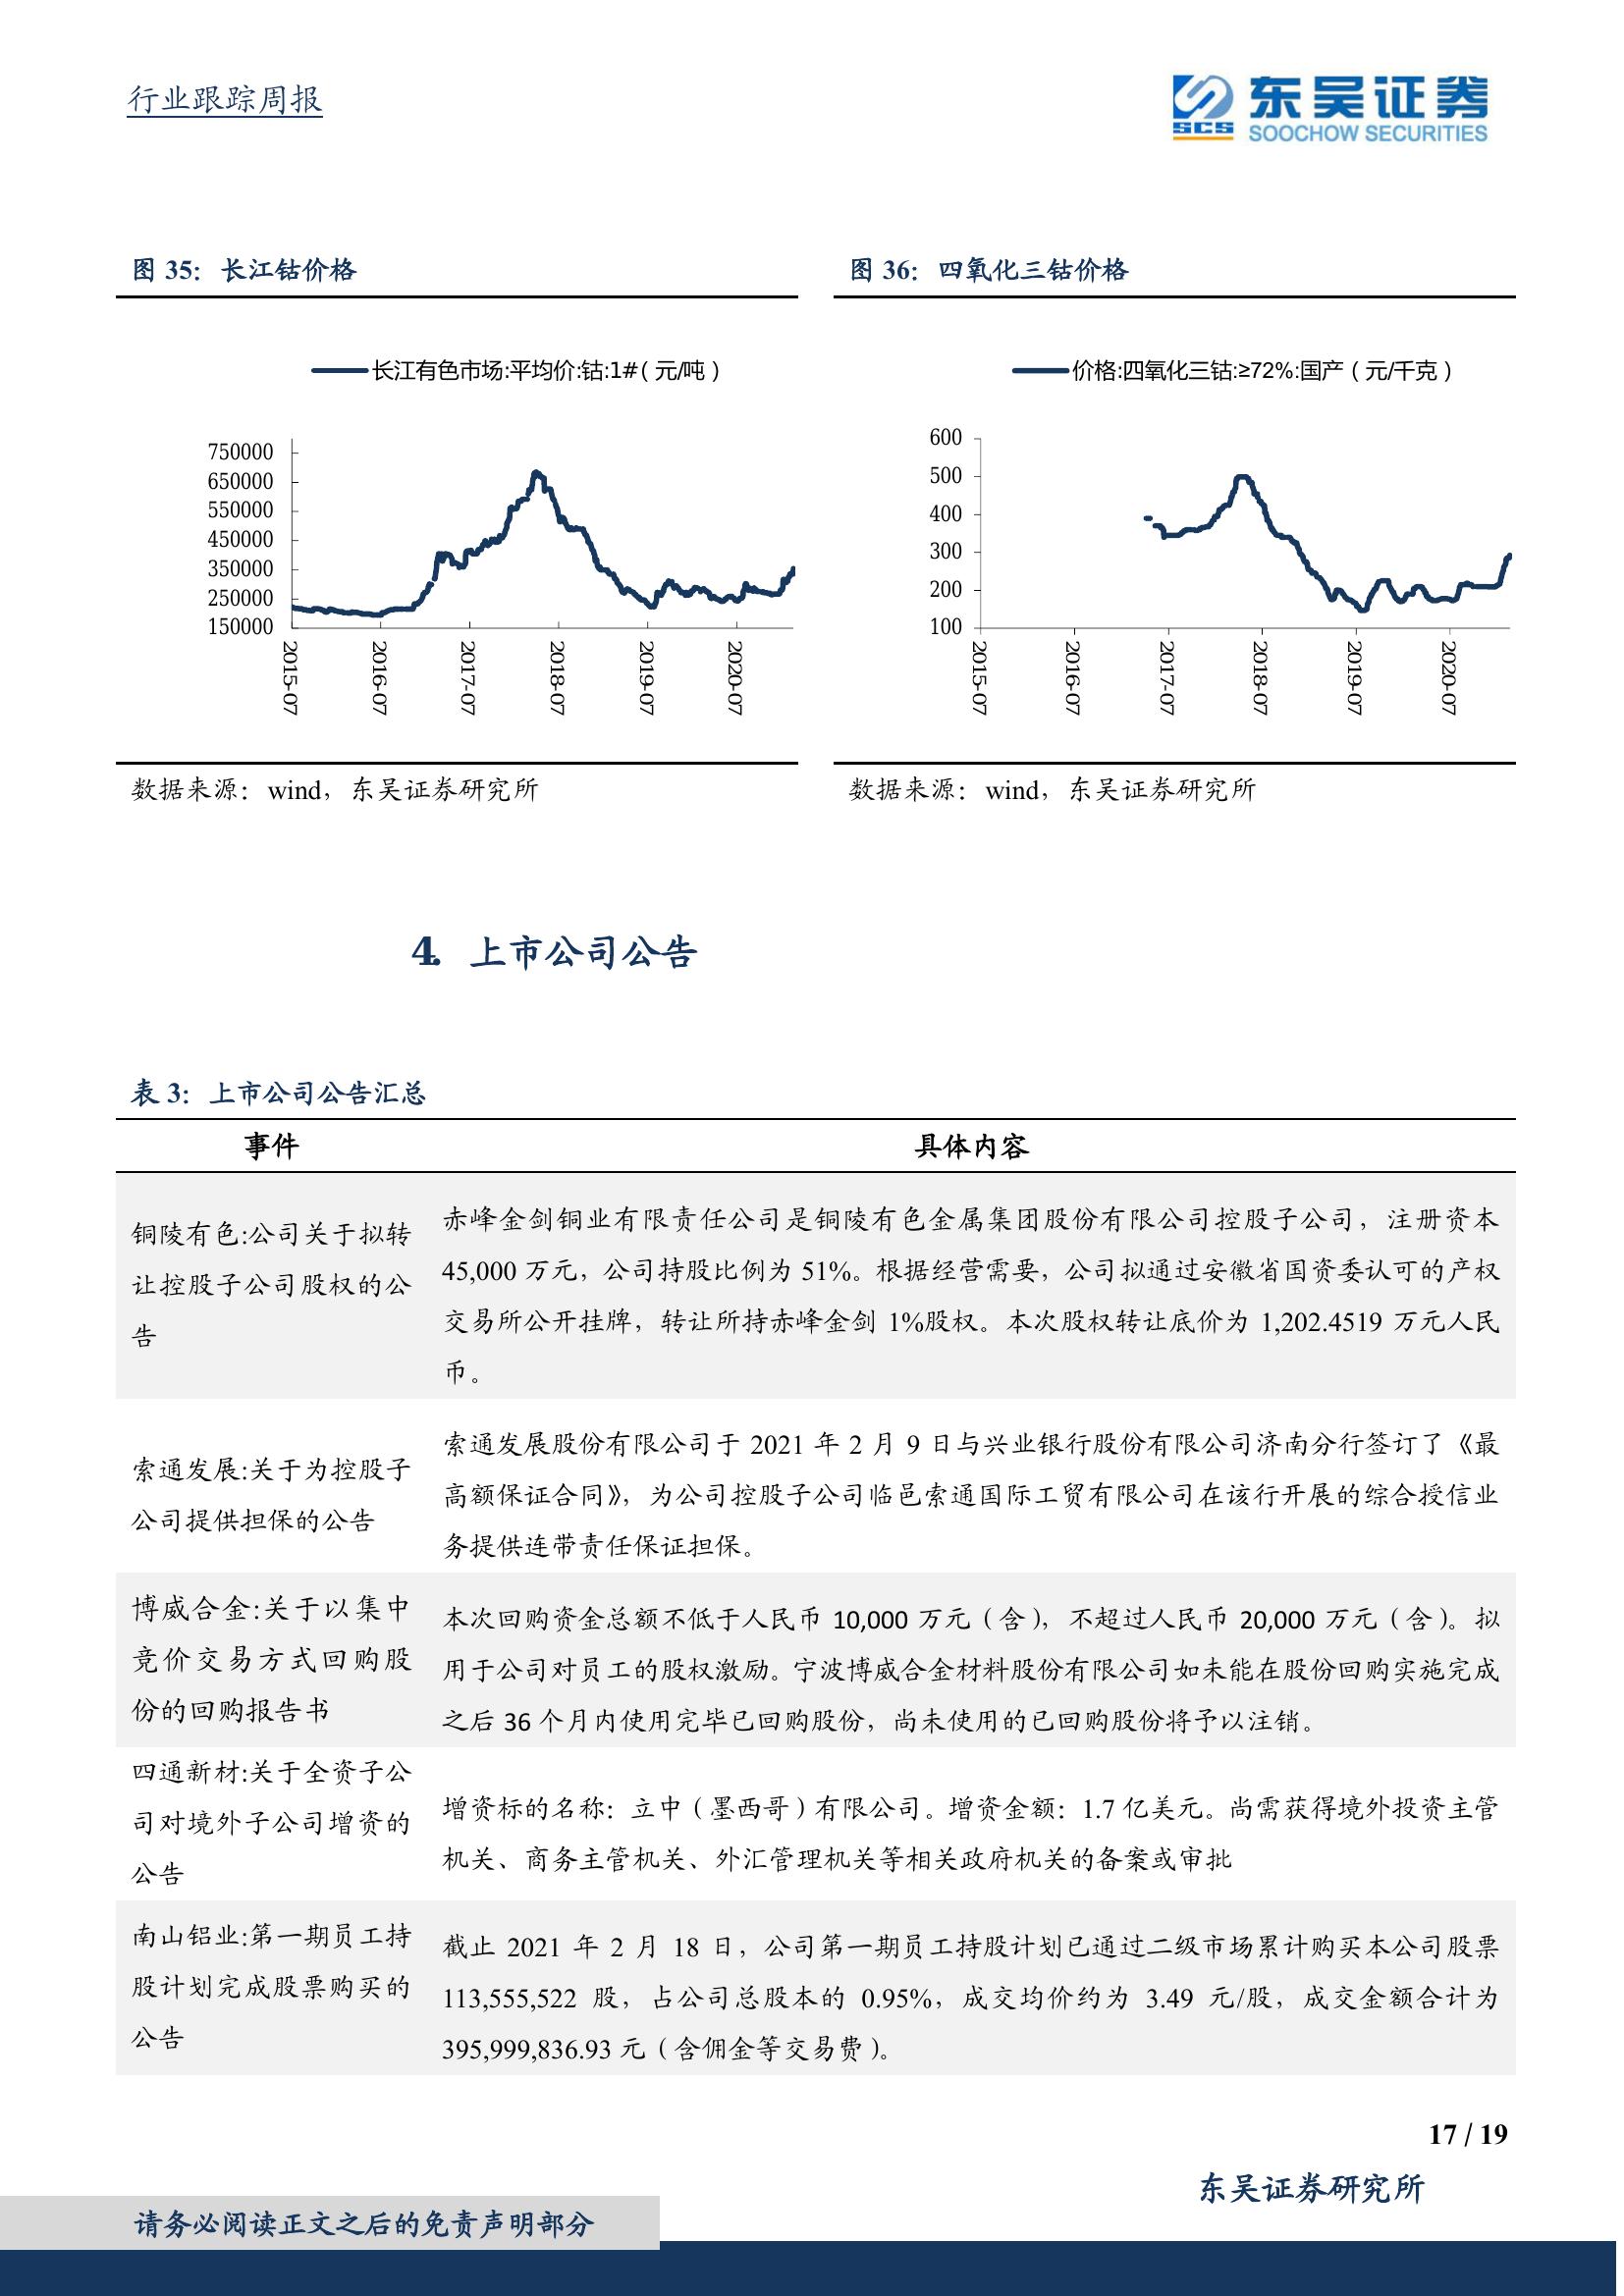 行业跟踪周报
SCS 东吴证券
SOOCHOW SECURITIES
图 35：长江钴价格
长江有色市场:平均价:钴:1#（元/吨）
750000
650000
550000
450000
350000
250000
150000
2015-07
2016-07
2017-07
2018-07
2019-07
2020-07
数据来源：wind，东吴证券研究所
图 36：四氧化三钴价格
价格:四氧化三钴:≥72%:国产（元/千克）
600
500
400
300
200
100
2015-07
2016-07
2017-07
2018-07
2019-07
2020-07
数据来源：wind，东吴证券研究所
4. 上市公司公告
表 3：上市公司公告汇总
事件
具体内容
铜陵有色:公司关于拟转
让控股子公司股权的公
告
赤峰金剑铜业有限责任公司是铜陵有色金属集团股份有限公司控股子公司，注册资本
45,000 万元，公司持股比例为 51%。根据经营需要，公司拟通过安徽省国资委认可的产权
交易所公开挂牌，转让所持赤峰金剑 1%股权。本次股权转让底价为 1,202.4519 万元人民
币。
索通发展:关于为控股子
公司提供担保的公告
索通发展股份有限公司于 2021 年 2 月 9 日与兴业银行股份有限公司济南分行签订了《最
高额保证合同》，为公司控股子公司临邑索通国际工贸有限公司在该行开展的综合授信业
务提供连带责任保证担保。
博威合金:关于以集中
竞价交易方式回购股
份的回购报告书
本次回购资金总额不低于人民币 10,000 万元（含），不超过人民币 20,000 万元（含）。拟
用于公司对员工的股权激励。宁波博威合金材料股份有限公司如未能在股份回购实施完成
之后 36 个月内使用完毕已回购股份，尚未使用的已回购股份将予以注销。
四通新材:关于全资子公
司对境外子公司增资的
公告
增资标的名称：立中（墨西哥）有限公司。增资金额：1.7 亿美元。尚需获得境外投资主管
机关、商务主管机关、外汇管理机关等相关政府机关的备案或审批
南山铝业:第一期员工持
股计划完成股票购买的
公告
截止 2021 年 2 月 18 日，公司第一期员工持股计划已通过二级市场累计购买本公司股票
113,555,522 股，占公司总股本的 0.95%，成交均价约为 3.49 元/股，成交金额合计为
395,999,836.93 元（含佣金等交易费）。
17 / 19
东吴证券研究所
请务必阅读正文之后的免责声明部分